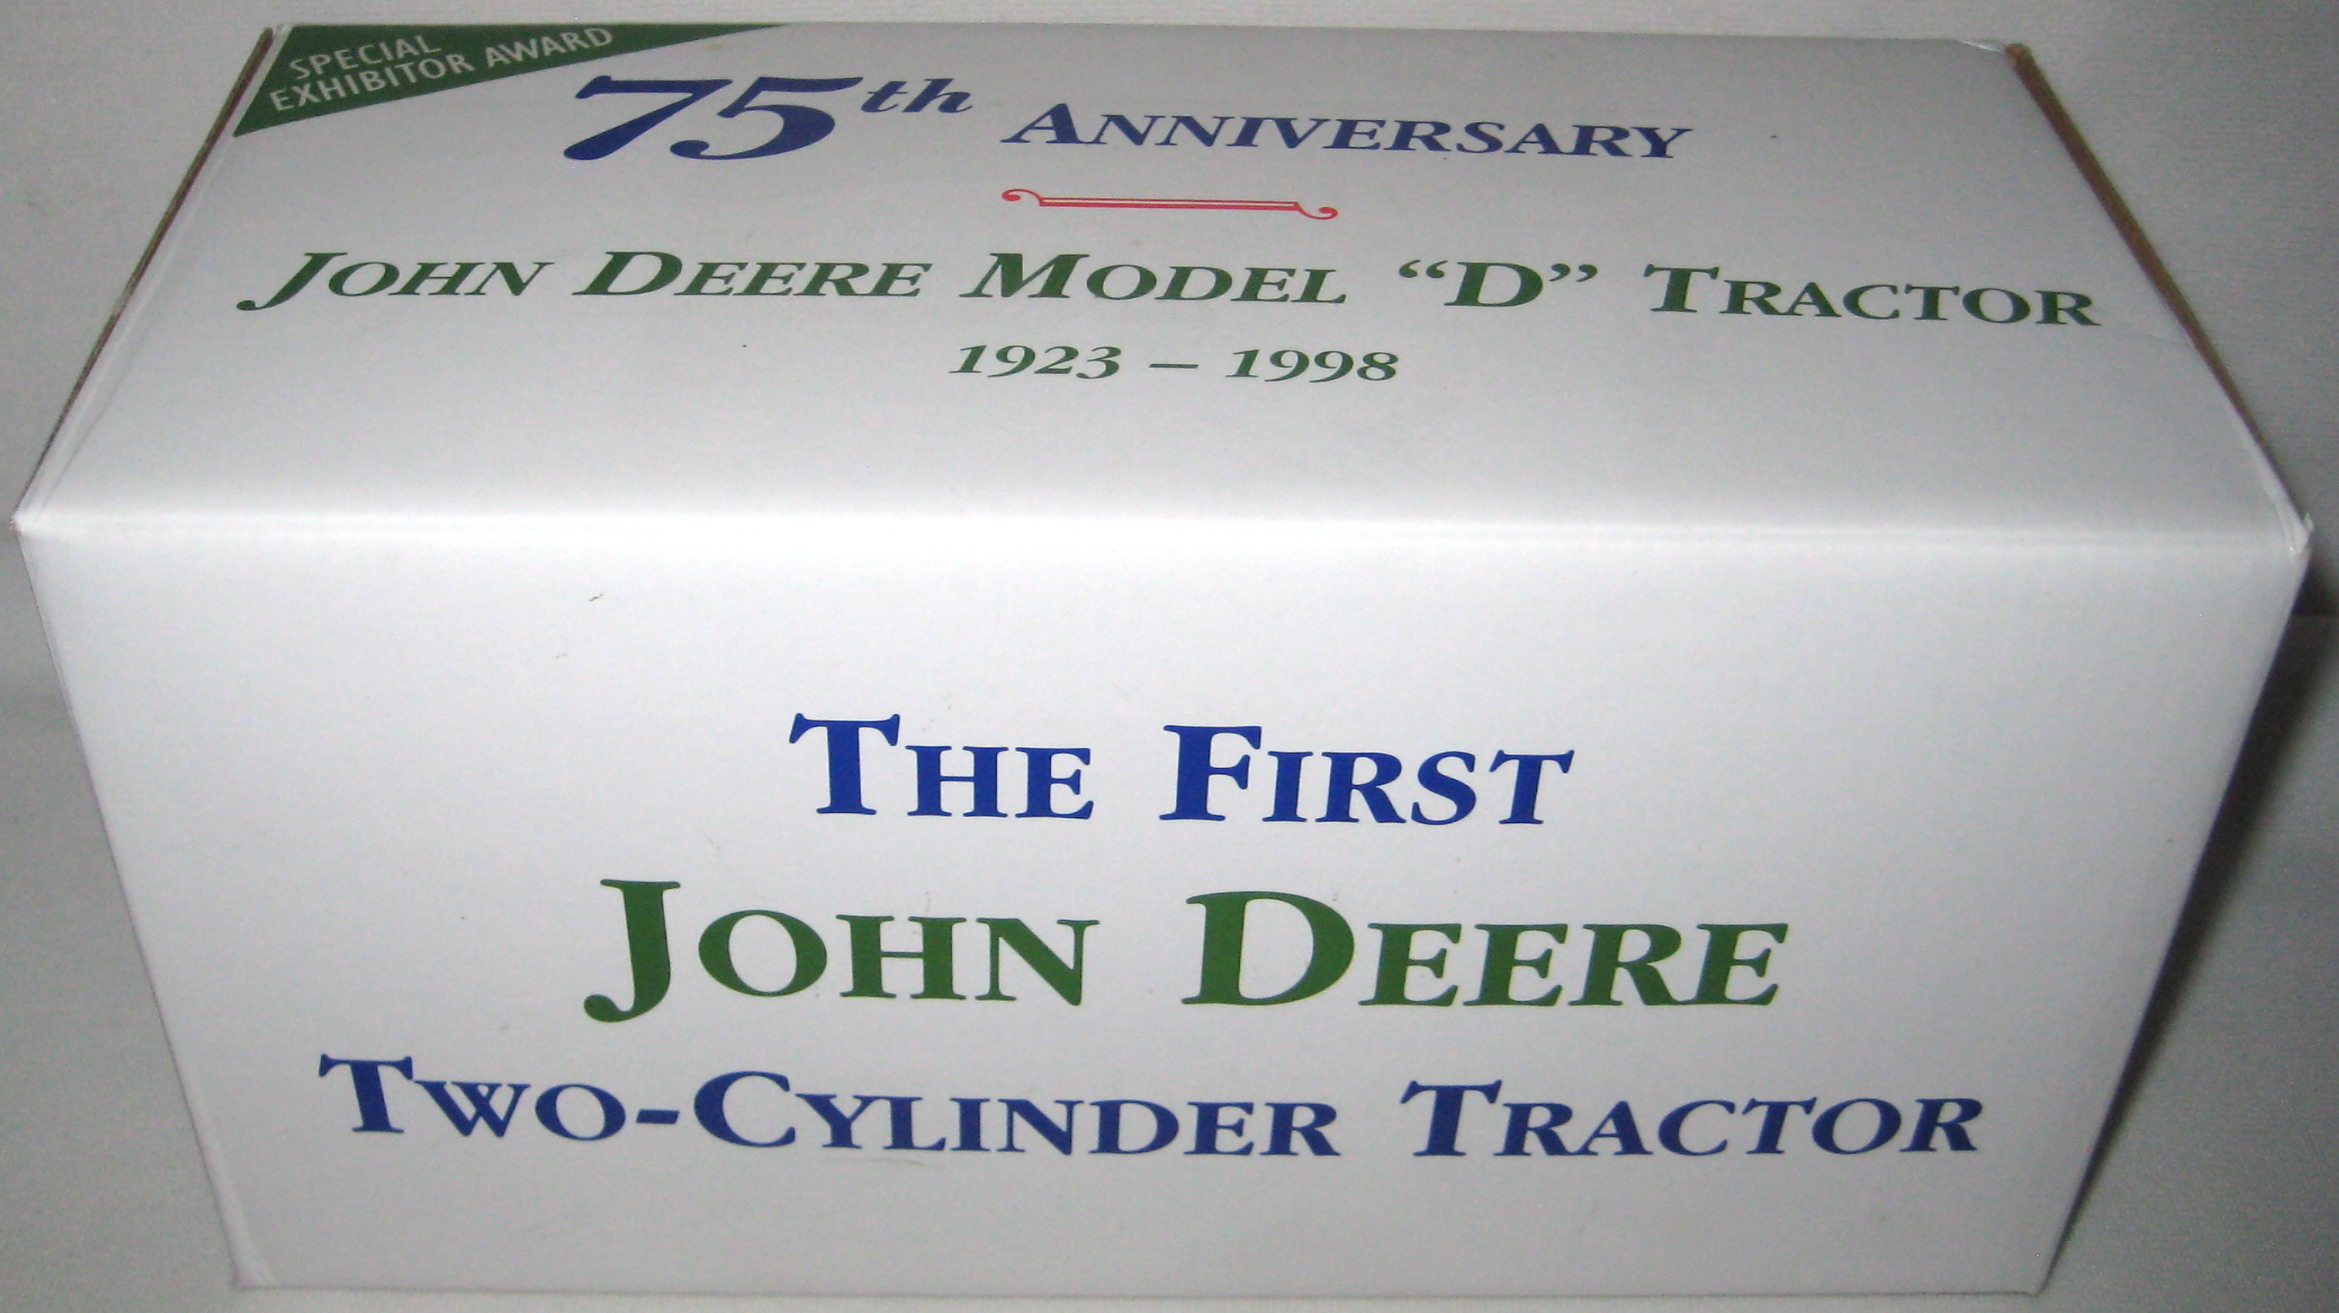 SPECIAL
EXHIBITOR AWARD
75th ANNIVERSARY
JOHN DEERE MODEL “D” TRACTOR
1923 – 1998
THE FIRST
JOHN DEERE
TWO-CYLINDER TRACTOR